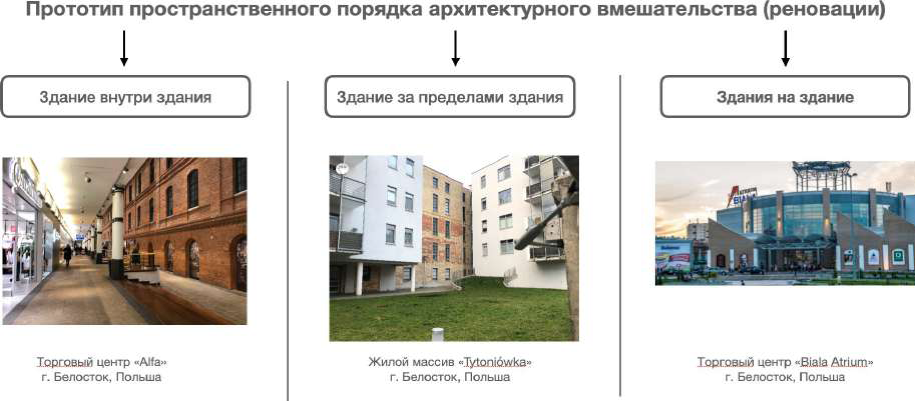 Прототип пространственного порядка архитектурного вмешательства (реновации)
Здание внутри здания
Здание за пределами здания
Здания на здание
Торговый центр «Alfa»
г. Белосток, Польша
Жилой массив «Tytoniówka»
г. Белосток, Польша
Торговый центр «Biala Atrium»
г. Белосток, Польша